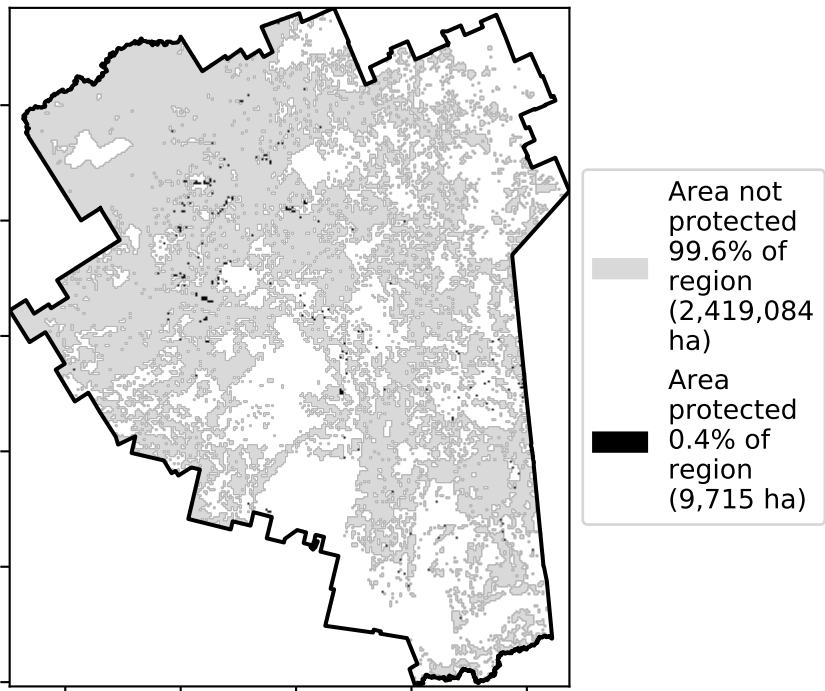 Area not
protected
99.6% of
region
(2,419,084
ha)
Area
protected
0.4% of
region
(9,715 ha)